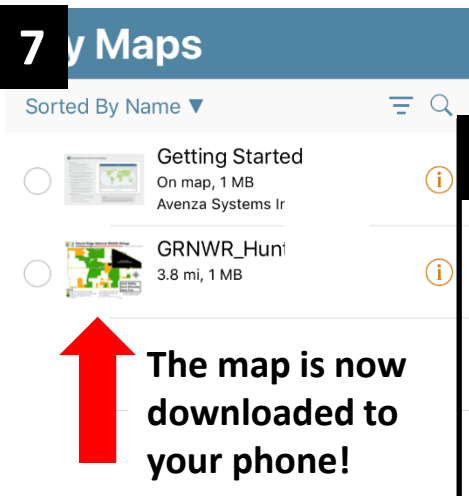 7
y Maps
Sorted By Name ▼
Getting Started
On map, 1 MB
Avenza Systems Ir
GRNWR_Hunt
3.8 mi, 1 MB
The map is now
downloaded to
your phone!